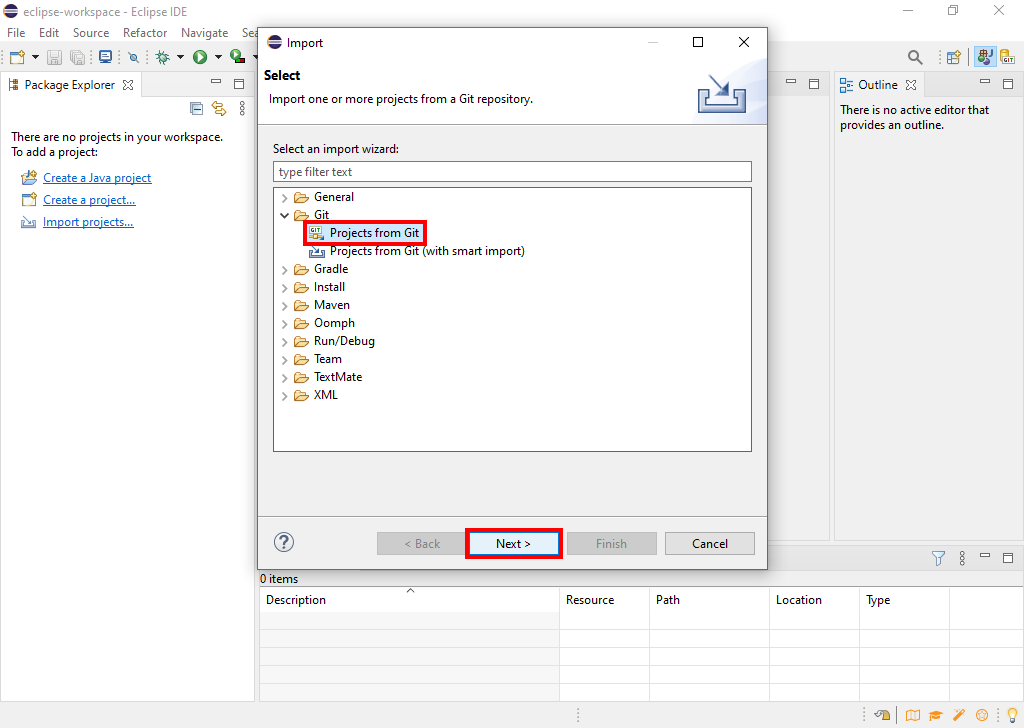 eclipse-workspace - Eclipse IDE
File Edit Source Refactor Navigate Sea
Package Explorer
There are no projects in your workspace.
To add a project:
Create a Java project
Create a project...
Import projects...
Import
Select
Import one or more projects from a Git repository.
Select an import wizard:
type filter text
General
Git
GIT
Projects from Git
Projects from Git (with smart import)
Gradle
Install
Maven
Oomph
Run/Debug
Team
TextMate
XML
?
< Back
Next >
Finish
Cancel
GIT
Outline
There is no active editor that
provides an outline.
0 items
Description Resource Path Location Type